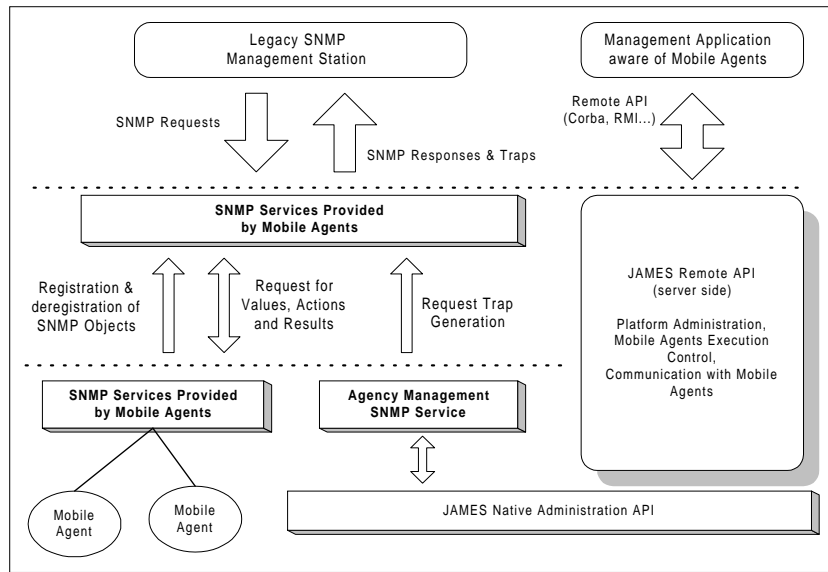 Legacy SNMP
Management Station
Management Application
aware of Mobile Agents
SNMP Requests
SNMP Responses & Traps
Remote API
(Corba, RMI...)
SNMP Services Provided
by Mobile Agents
Registration &
deregistration of
SNMP Objects
Request for
Values, Actions
and Results
Request Trap
Generation
JAMES Remote API
(server side)
Platform Administration,
Mobile Agents Execution
Control,
Communication with Mobile
Agents
SNMP Services Provided
by Mobile Agents
Agency Management
SNMP Service
Mobile
Agent
Mobile
Agent
JAMES Native Administration API